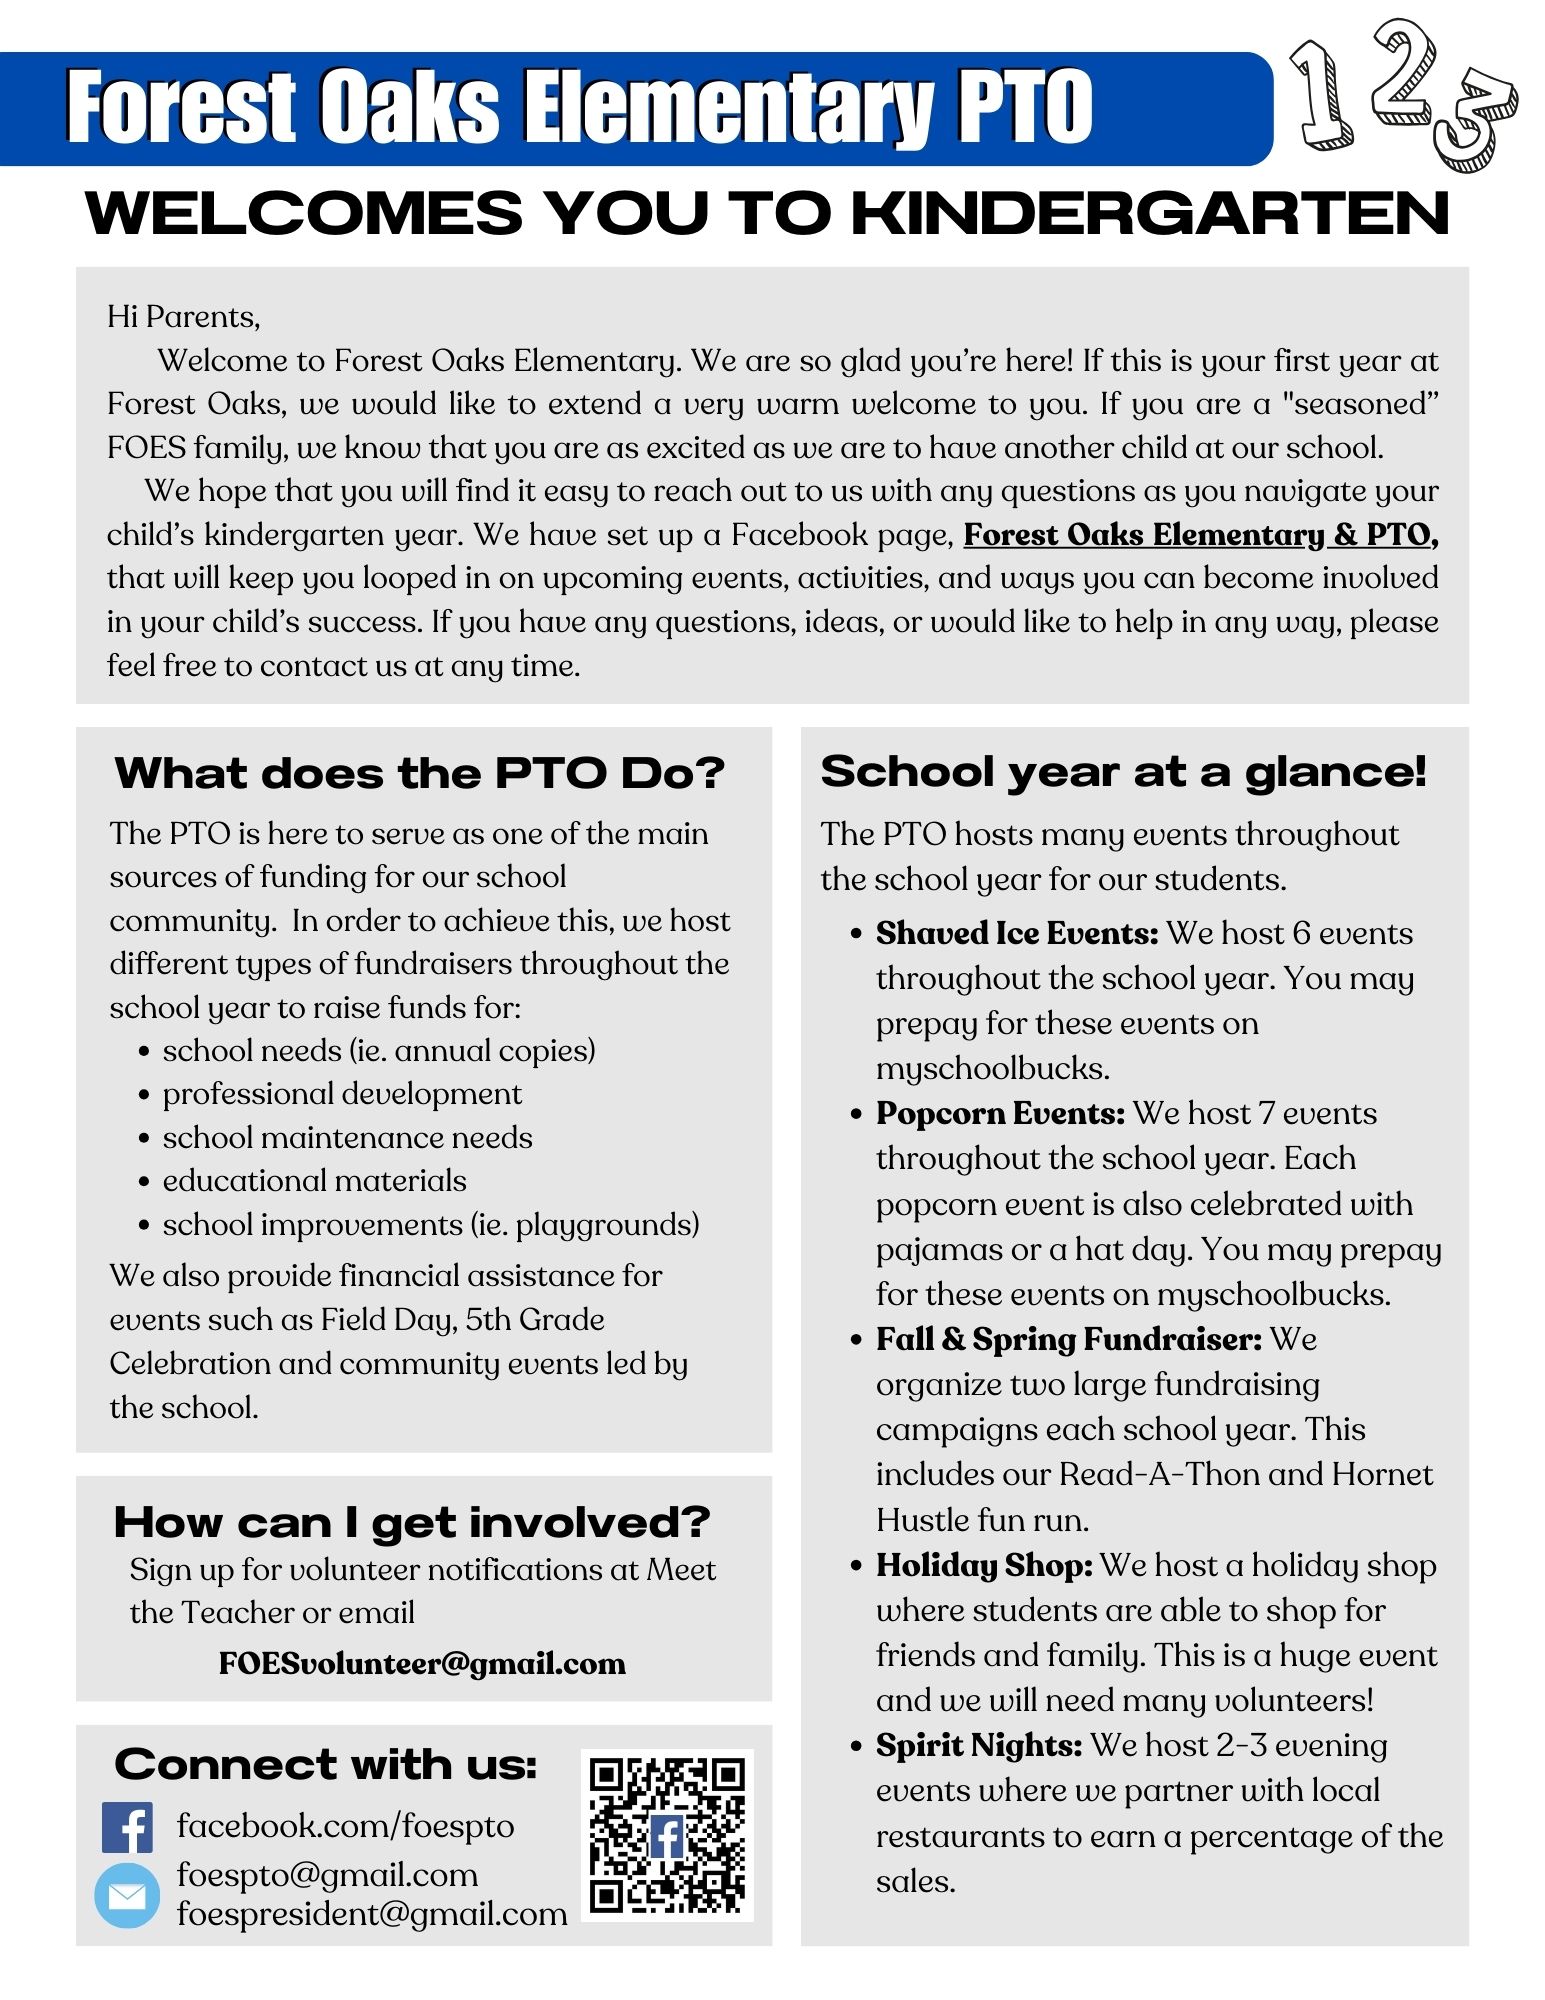 Forest Oaks Elementary PTO
1 2 3
WELCOMES YOU TO KINDERGARTEN
Hi Parents,
Welcome to Forest Oaks Elementary. We are so glad you’re here! If this is your first year at
Forest Oaks, we would like to extend a very warm welcome to you. If you are a "seasoned”
FOES family, we know that you are as excited as we are to have another child at our school.
We hope that you will find it easy to reach out to us with any questions as you navigate your
child’s kindergarten year. We have set up a Facebook page, Forest Oaks Elementary & PTO,
that will keep you looped in on upcoming events, activities, and ways you can become involved
in your child’s success. If you have any questions, ideas, or would like to help in any way, please
feel free to contact us at any time.
What does the PTO Do?
The PTO is here to serve as one of the main
sources of funding for our school
community. In order to achieve this, we host
different types of fundraisers throughout the
school year to raise funds for:
• school needs (ie. annual copies)
• professional development
• school maintenance needs
• educational materials
• school improvements (ie. playgrounds)
We also provide financial assistance for
events such as Field Day, 5th Grade
Celebration and community events led by
the school.
How can I get involved?
Sign up for volunteer notifications at Meet
the Teacher or email
FOESvolunteer@gmail.com
Connect with us:
facebook.com/foespto
foespto@gmail.com
foespresident@gmail.com
School year at a glance!
The PTO hosts many events throughout
the school year for our students.
• Shaved Ice Events: We host 6 events
throughout the school year. You may
prepay for these events on
myschoolbucks.
• Popcorn Events: We host 7 events
throughout the school year. Each
popcorn event is also celebrated with
pajamas or a hat day. You may prepay
for these events on myschoolbucks.
• Fall & Spring Fundraiser: We
organize two large fundraising
campaigns each school year. This
includes our Read-A-Thon and Hornet
Hustle fun run.
• Holiday Shop: We host a holiday shop
where students are able to shop for
friends and family. This is a huge event
and we will need many volunteers!
• Spirit Nights: We host 2-3 evening
events where we partner with local
restaurants to earn a percentage of the
sales.